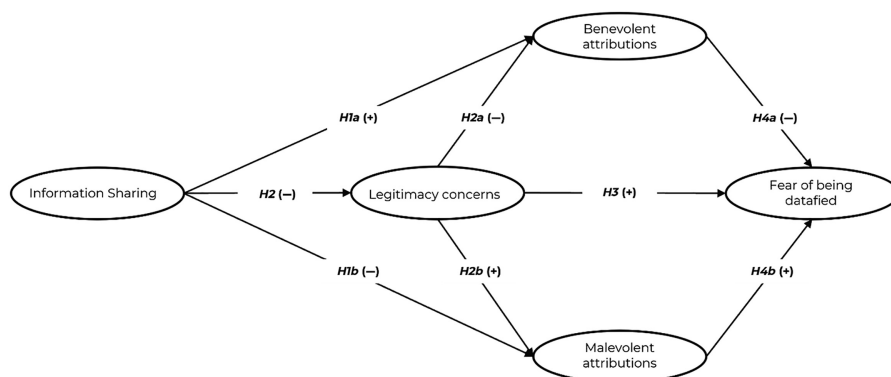 Benevolent
attributions
H1a (+)
H2a (—)
H4a (—)
Information Sharing
H2 (—)
Legitimacy concerns
H3 (+)
Fear of being
datafied
H1b (—)
H2b (+)
H4b (+)
Malevolent
attributions